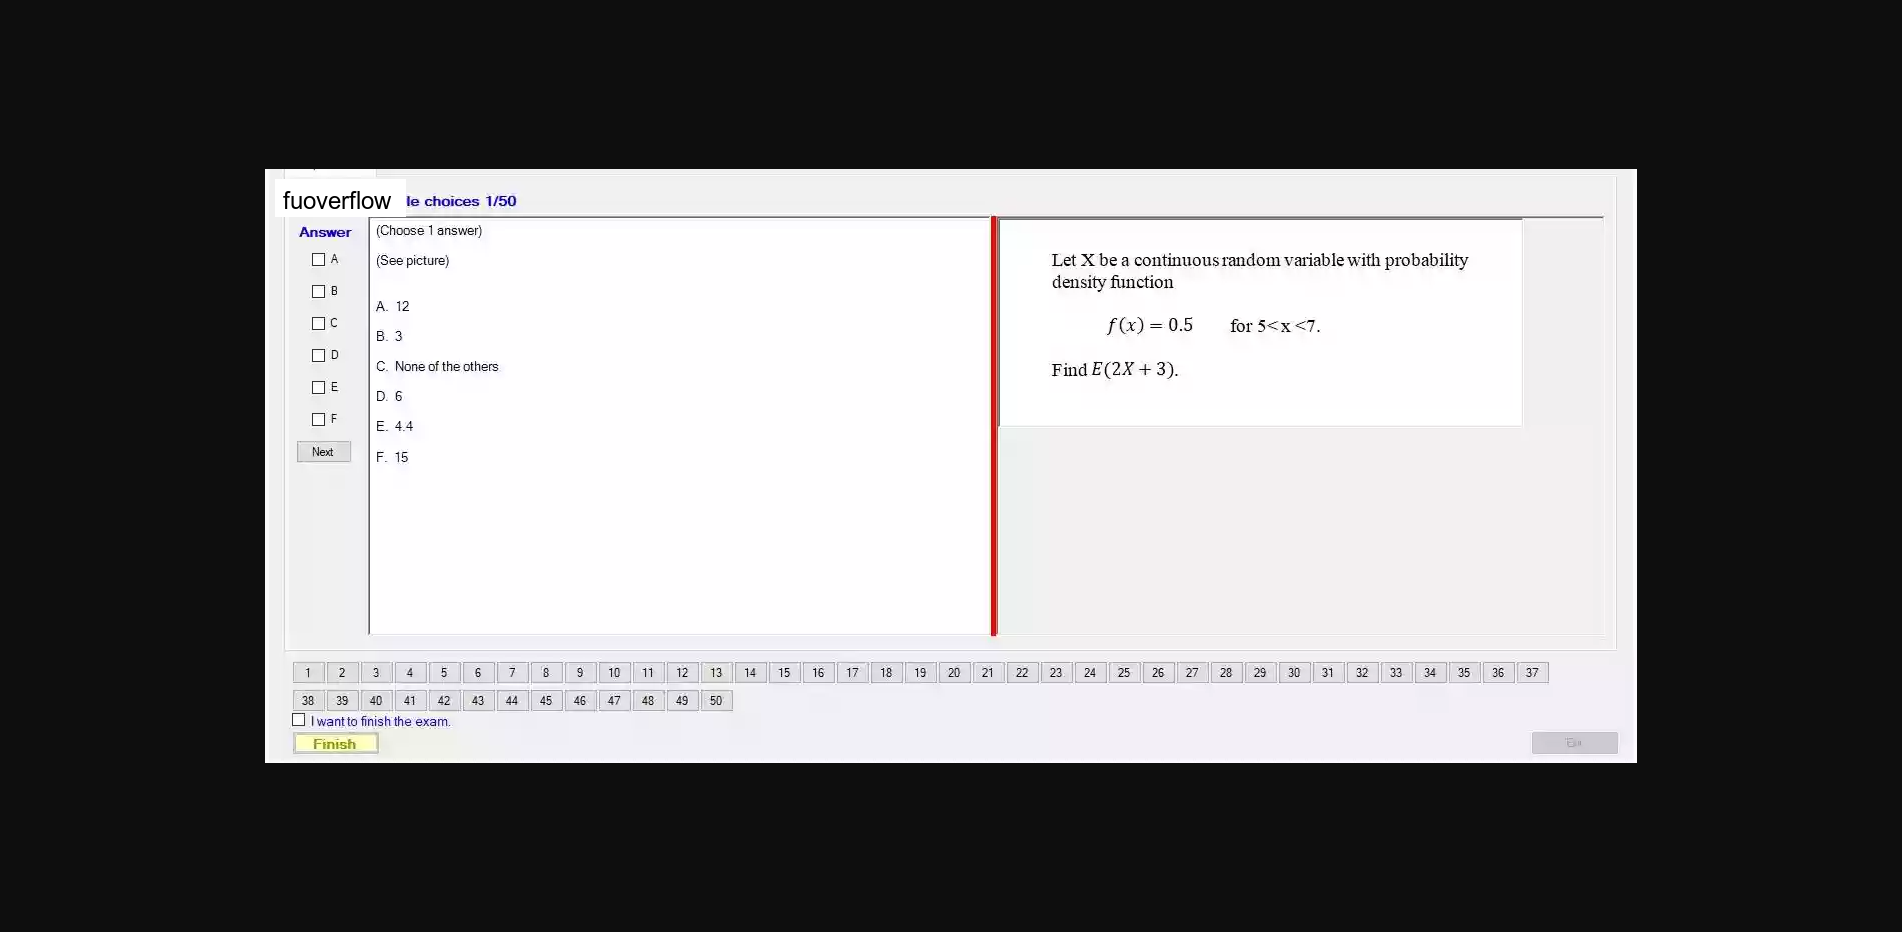 fuoverflow le choices 1/50
Answer
A
B
C
D
E
F
Next
(Choose 1 answer)
(See picture)
A. 12
B. 3
C. None of the others
D. 6
E. 4.4
F. 15
Let X be a continuous random variable with probability
density function
f(x) = 0.5 for 5<x <7.
Find E(2X + 3).
1 2 3 4 5 6 7 8 9 10 11 12 13 14 15 16 17 18 19 20 21 22 23 24 25 26 27 28 29 30 31 32 33 34 35 36 37
38 39 40 41 42 43 44 45 46 47 48 49 50
I want to finish the exam.
Finish